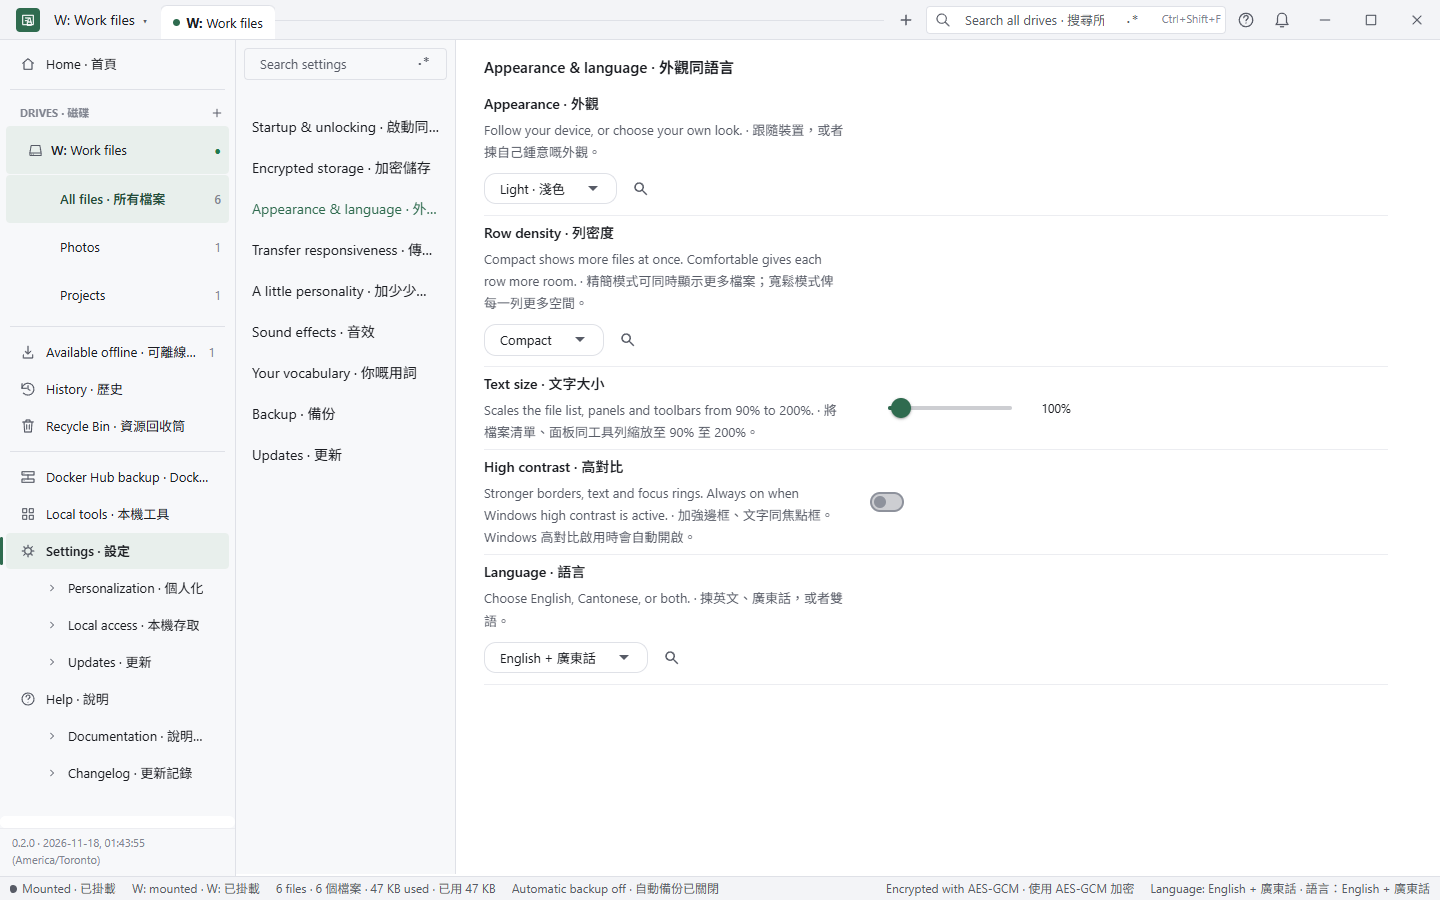 W: Work files
W: Work files
Search all drives · 搜尋所
.*
Ctrl+Shift+F
Home · 首頁
DRIVES · 磁碟
W: Work files
All files · 所有檔案
6
Photos
1
Projects
1
Available offline · 可離線...
1
History · 歷史
Recycle Bin · 資源回收筒
Docker Hub backup · Dock...
Local tools · 本機工具
Settings · 設定
Personalization · 個人化
Local access · 本機存取
Updates · 更新
Help · 說明
Documentation · 說明...
Changelog · 更新記錄
0.2.0 · 2026-11-18, 01:43:55
(America/Toronto)
Search settings
.*
Startup & unlocking · 啟動同...
Encrypted storage · 加密儲存
Appearance & language · 外...
Transfer responsiveness · 傳...
A little personality · 加少少...
Sound effects · 音效
Your vocabulary · 你嘅用詞
Backup · 備份
Updates · 更新
Appearance & language · 外觀同語言
Appearance · 外觀
Follow your device, or choose your own look. · 跟隨裝置，或者
揀自己鍾意嘅外觀。
Light · 淺色
Row density · 列密度
Compact shows more files at once. Comfortable gives each
row more room. · 精簡模式可同時顯示更多檔案；寬鬆模式俾
每一列更多空間。
Compact
Text size · 文字大小
Scales the file list, panels and toolbars from 90% to 200%. · 將
檔案清單、面板同工具列縮放至 90% 至 200%。
100%
High contrast · 高對比
Stronger borders, text and focus rings. Always on when
Windows high contrast is active. · 加強邊框、文字同焦點框。
Windows 高對比啟用時會自動開啟。
Language · 語言
Choose English, Cantonese, or both. · 揀英文、廣東話，或者雙
語。
English + 廣東話
Mounted · 已掛載
W: mounted · W: 已掛載
6 files · 6 個檔案 · 47 KB used · 已用 47 KB
Automatic backup off · 自動備份已關閉
Encrypted with AES-GCM · 使用 AES-GCM 加密
Language: English + 廣東話 · 語言：English + 廣東話